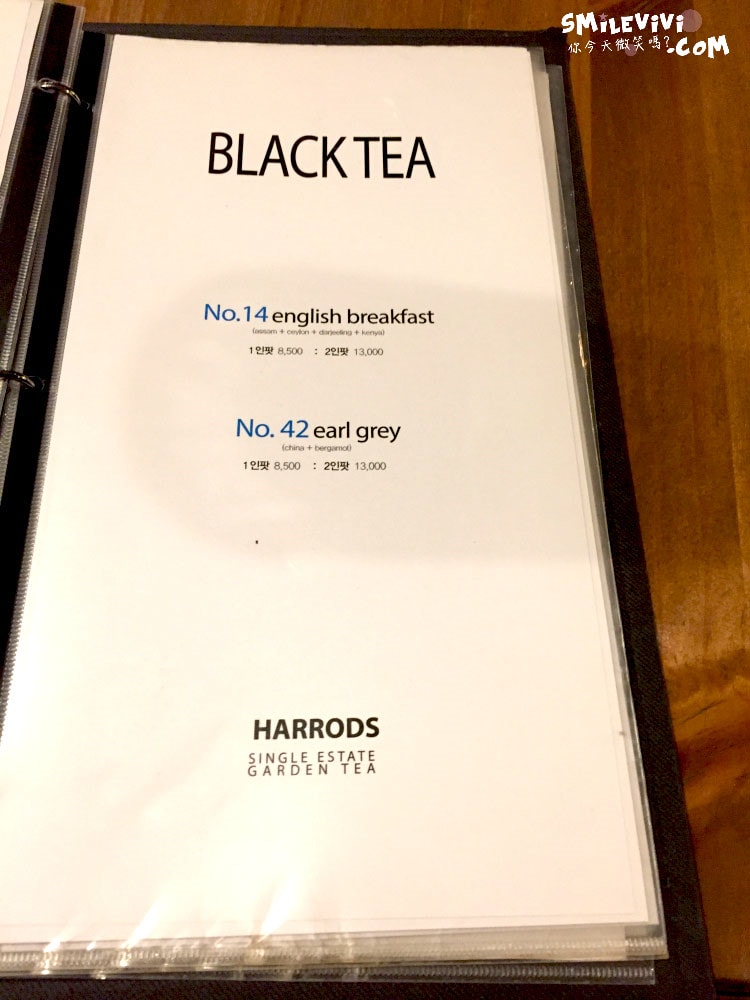 SMiLEViVi
你今天微笑嗎?.COM
BLACK TEA
No.14 english breakfast
(assam + ceylon + darjeeling + kenya)
1인팟 8,500 : 2인팟 13,000
No. 42 earl grey
(china + bergamot)
1인팟 8,500 : 2인팟 13,000
HARRODS
SINGLE ESTATE
GARDEN TEA